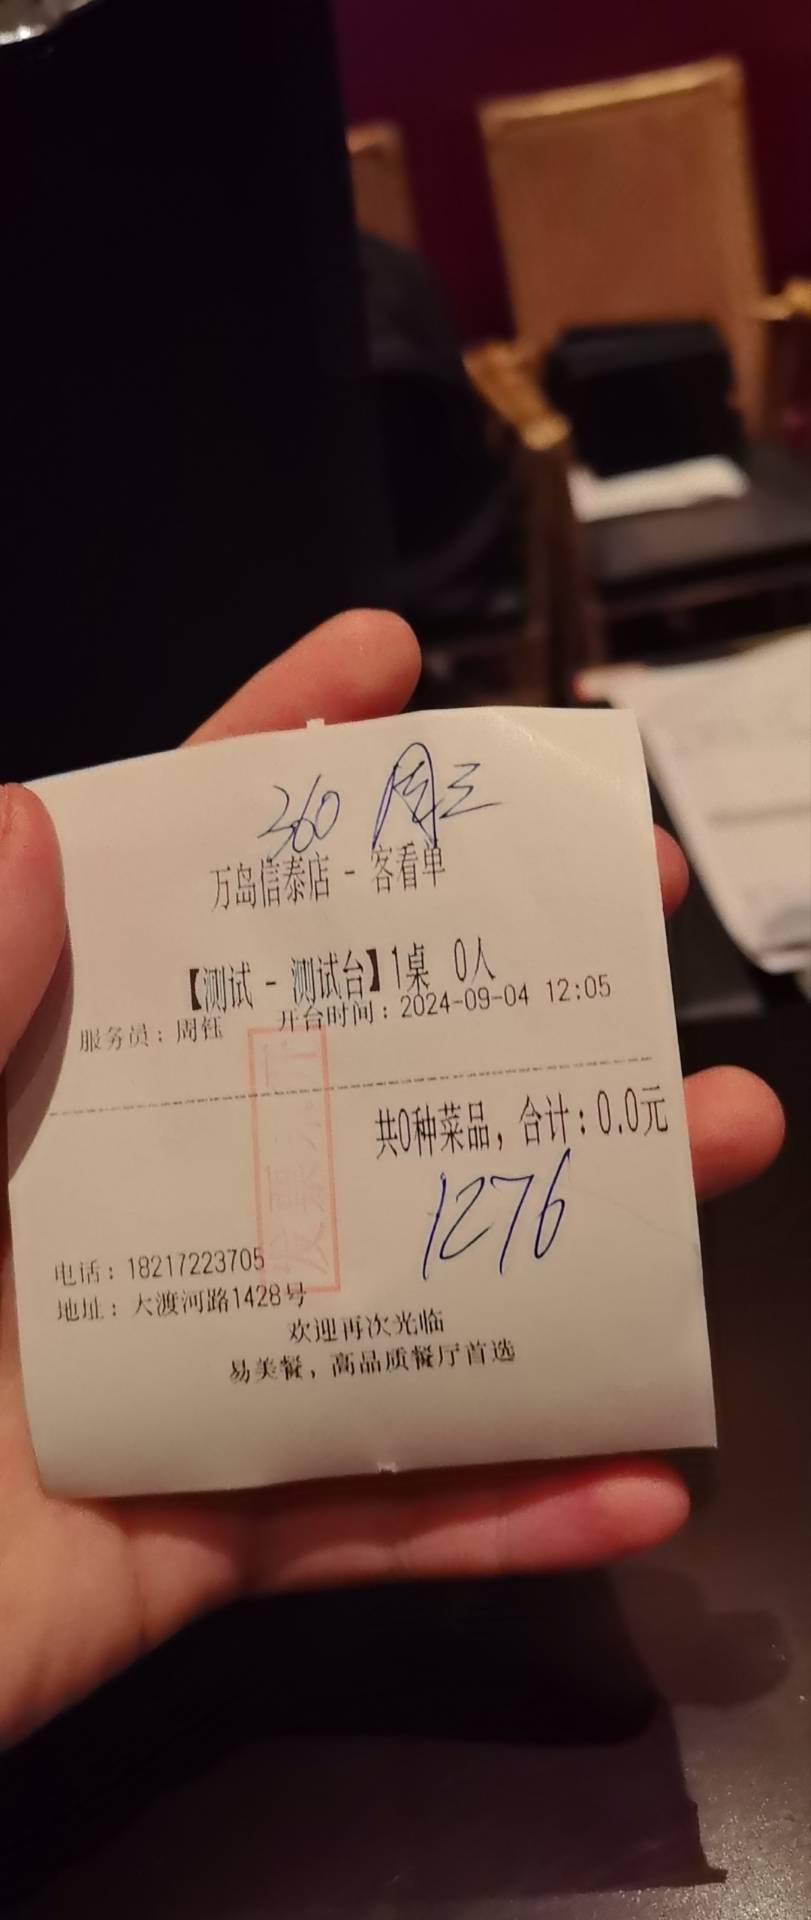 360 周三
万岛信泰店 - 客看单
【测试 - 测试台】1桌 0人
服务员：周钰 开台时间：2024-09-04 12:05
共0种菜品，合计：0.0元
1276
发票
电话：18217223705
地址：大渡河路1428号
欢迎再次光临
易美餐，高品质餐厅首选